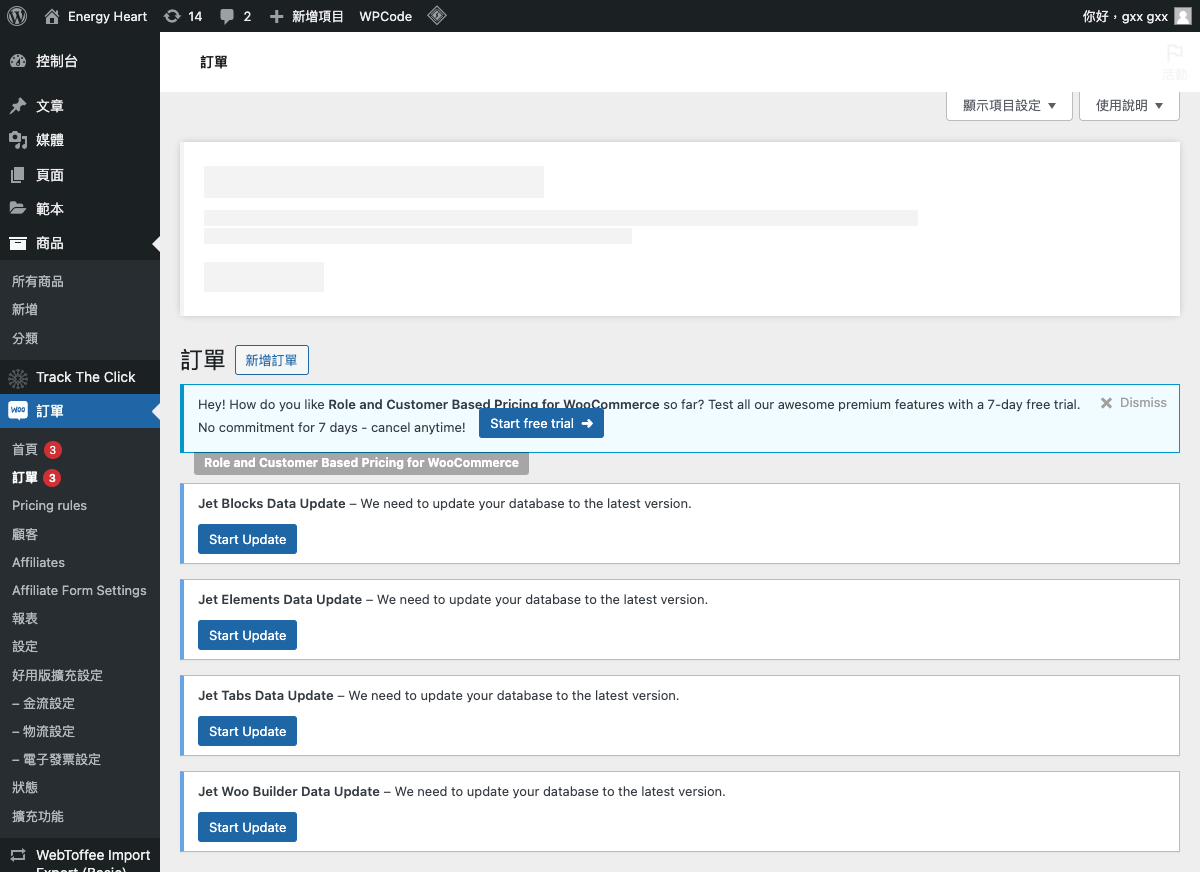 Energy Heart
14
2
新增項目
WPCode
你好，gxx gxx
控制台
文章
媒體
頁面
範本
商品
所有商品
新增
分類
Track The Click
訂單
首頁 3
訂單 3
Pricing rules
顧客
Affiliates
Affiliate Form Settings
報表
設定
好用版擴充設定
– 金流設定
– 物流設定
– 電子發票設定
狀態
擴充功能
WebToffee Import
Export (Basic)
訂單
活動
顯示項目設定
使用說明
訂單
新增訂單
Hey! How do you like Role and Customer Based Pricing for WooCommerce so far? Test all our awesome premium features with a 7-day free trial.
Dismiss
No commitment for 7 days - cancel anytime!
Start free trial
Role and Customer Based Pricing for WooCommerce
Jet Blocks Data Update – We need to update your database to the latest version.
Start Update
Jet Elements Data Update – We need to update your database to the latest version.
Start Update
Jet Tabs Data Update – We need to update your database to the latest version.
Start Update
Jet Woo Builder Data Update – We need to update your database to the latest version.
Start Update